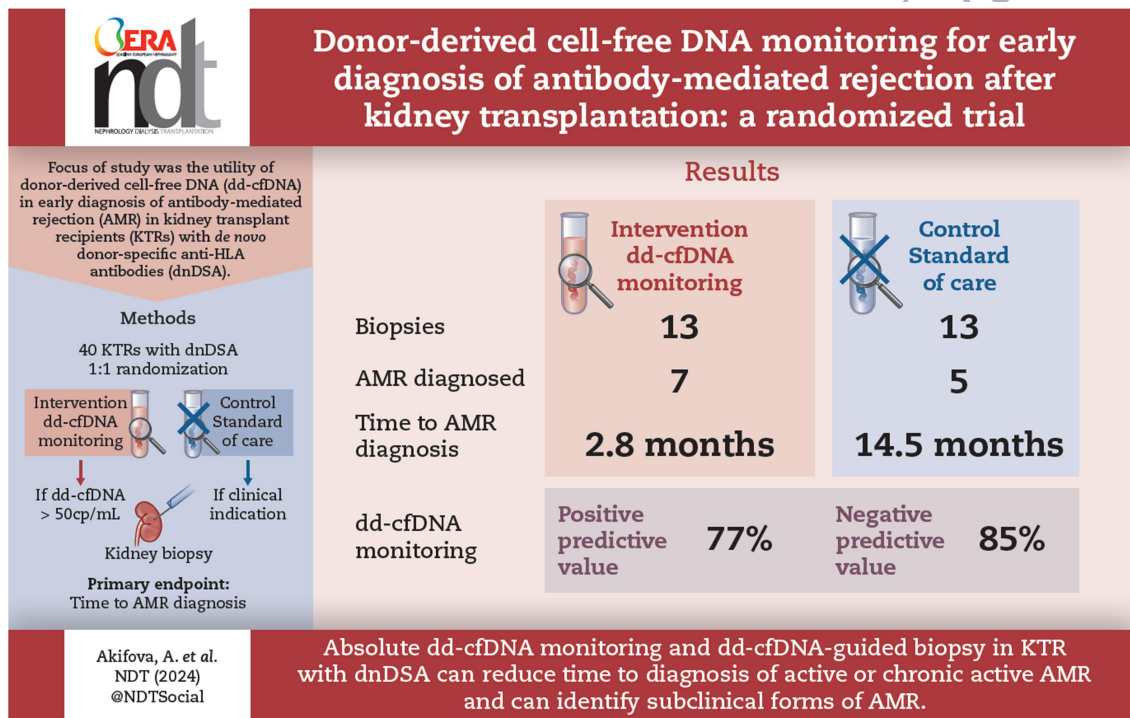 ERA
LEADING EUROPEAN NEPHROLOGY
ndt
NEPHROLOGY DIALYSIS TRANSPLANTATION
Donor-derived cell-free DNA monitoring for early
diagnosis of antibody-mediated rejection after
kidney transplantation: a randomized trial
Focus of study was the utility of
donor-derived cell-free DNA (dd-cfDNA)
in early diagnosis of antibody-mediated
rejection (AMR) in kidney transplant
recipients (KTRs) with de novo
donor-specific anti-HLA
antibodies (dnDSA).
Methods
40 KTRs with dnDSA
1:1 randomization
Intervention
dd-cfDNA
monitoring
Control
Standard
of care
If dd-cfDNA
> 50cp/mL
If clinical
indication
Kidney biopsy
Primary endpoint:
Time to AMR diagnosis
Results
Intervention
dd-cfDNA
monitoring
Control
Standard
of care
Biopsies
13
13
AMR diagnosed
7
5
Time to AMR
diagnosis
2.8 months
14.5 months
dd-cfDNA
monitoring
Positive
predictive
value
77%
Negative
predictive
value
85%
Akifova, A. et al.
NDT (2024)
@NDTSocial
Absolute dd-cfDNA monitoring and dd-cfDNA-guided biopsy in KTR
with dnDSA can reduce time to diagnosis of active or chronic active AMR
and can identify subclinical forms of AMR.